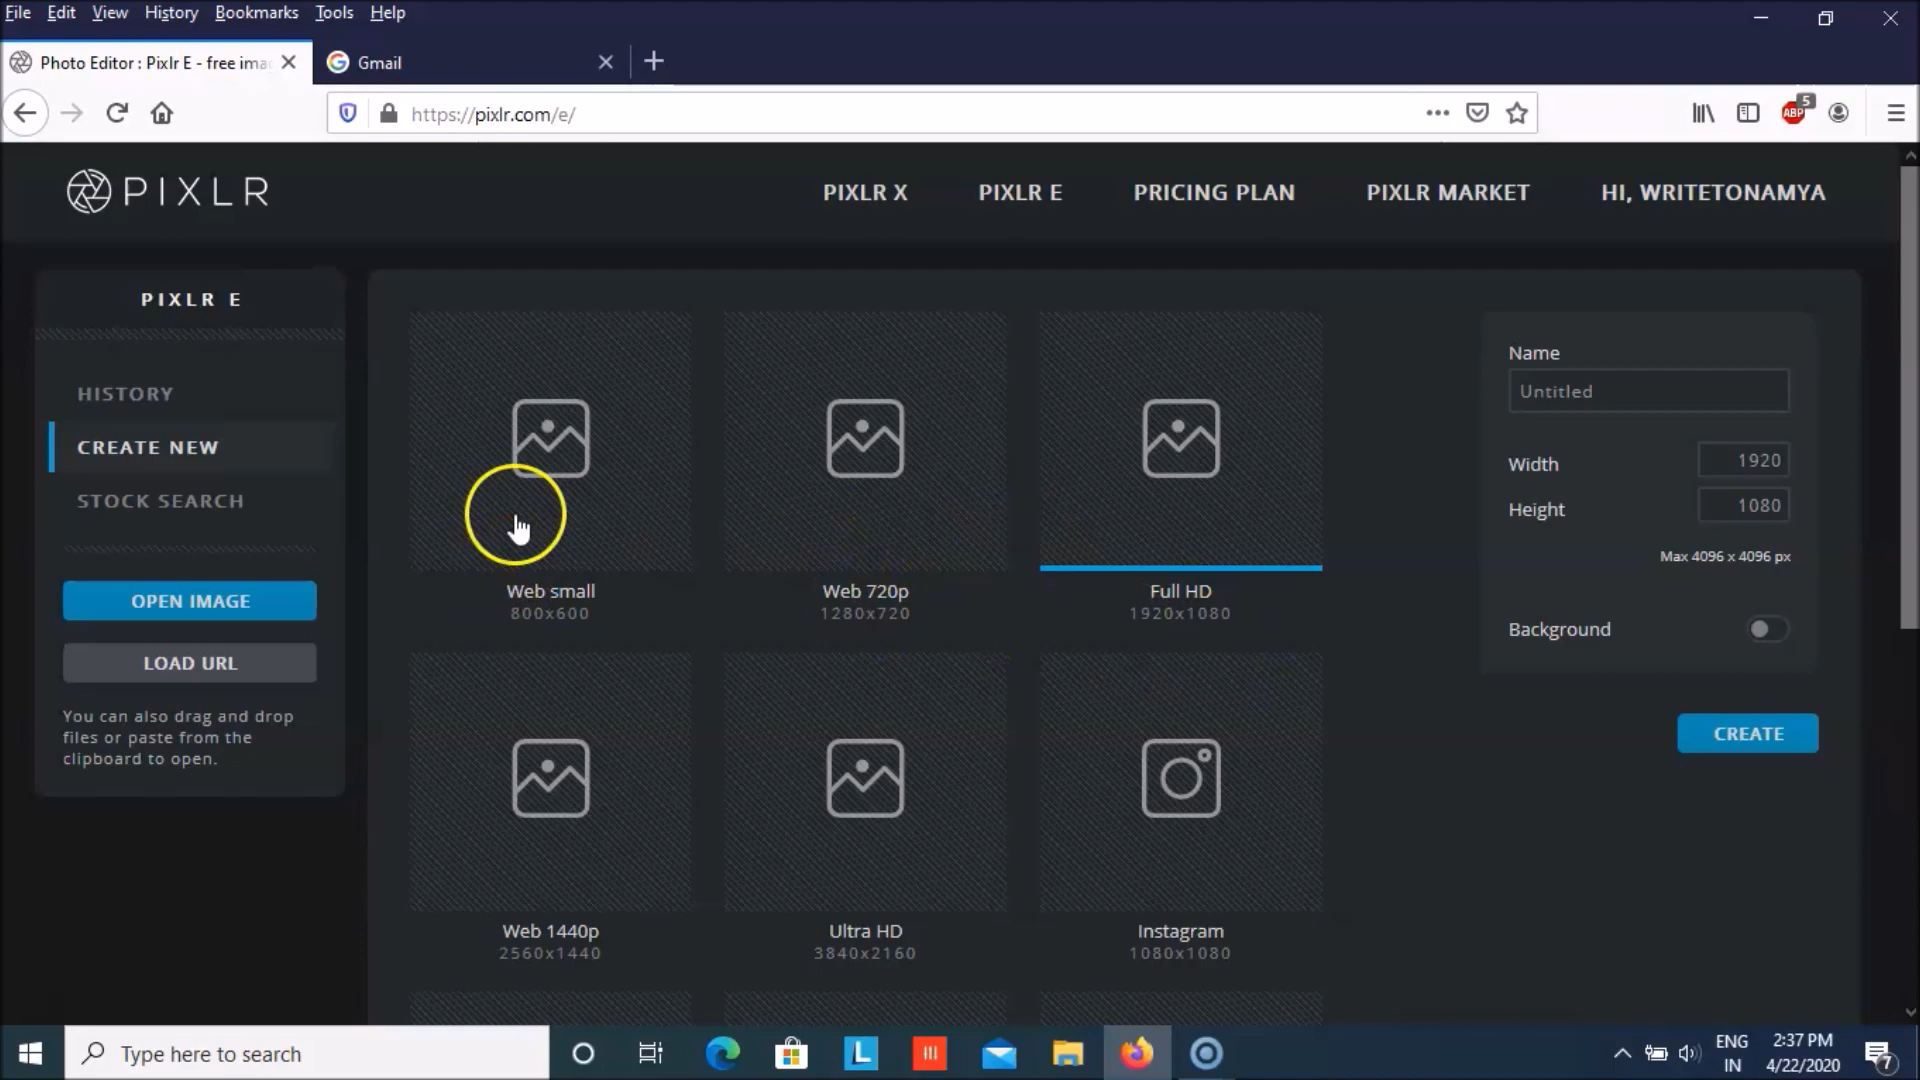 File Edit View History Bookmarks Tools Help
Photo Editor : Pixlr E - free ima
Gmail
https://pixlr.com/e/
ABP 5
PIXLR
PIXLR X PIXLR E PRICING PLAN PIXLR MARKET HI, WRITETONAMYA
PIXLR E
HISTORY
CREATE NEW
STOCK SEARCH
OPEN IMAGE
LOAD URL
You can also drag and drop
files or paste from the
clipboard to open.
Web small
800x600
Web 720p
1280x720
Full HD
1920x1080
Web 1440p
2560x1440
Ultra HD
3840x2160
Instagram
1080x1080
Name
Untitled
Width 1920
Height 1080
Max 4096 x 4096 px
Background
CREATE
Type here to search
L
ENG
IN
2:37 PM
4/22/2020
7